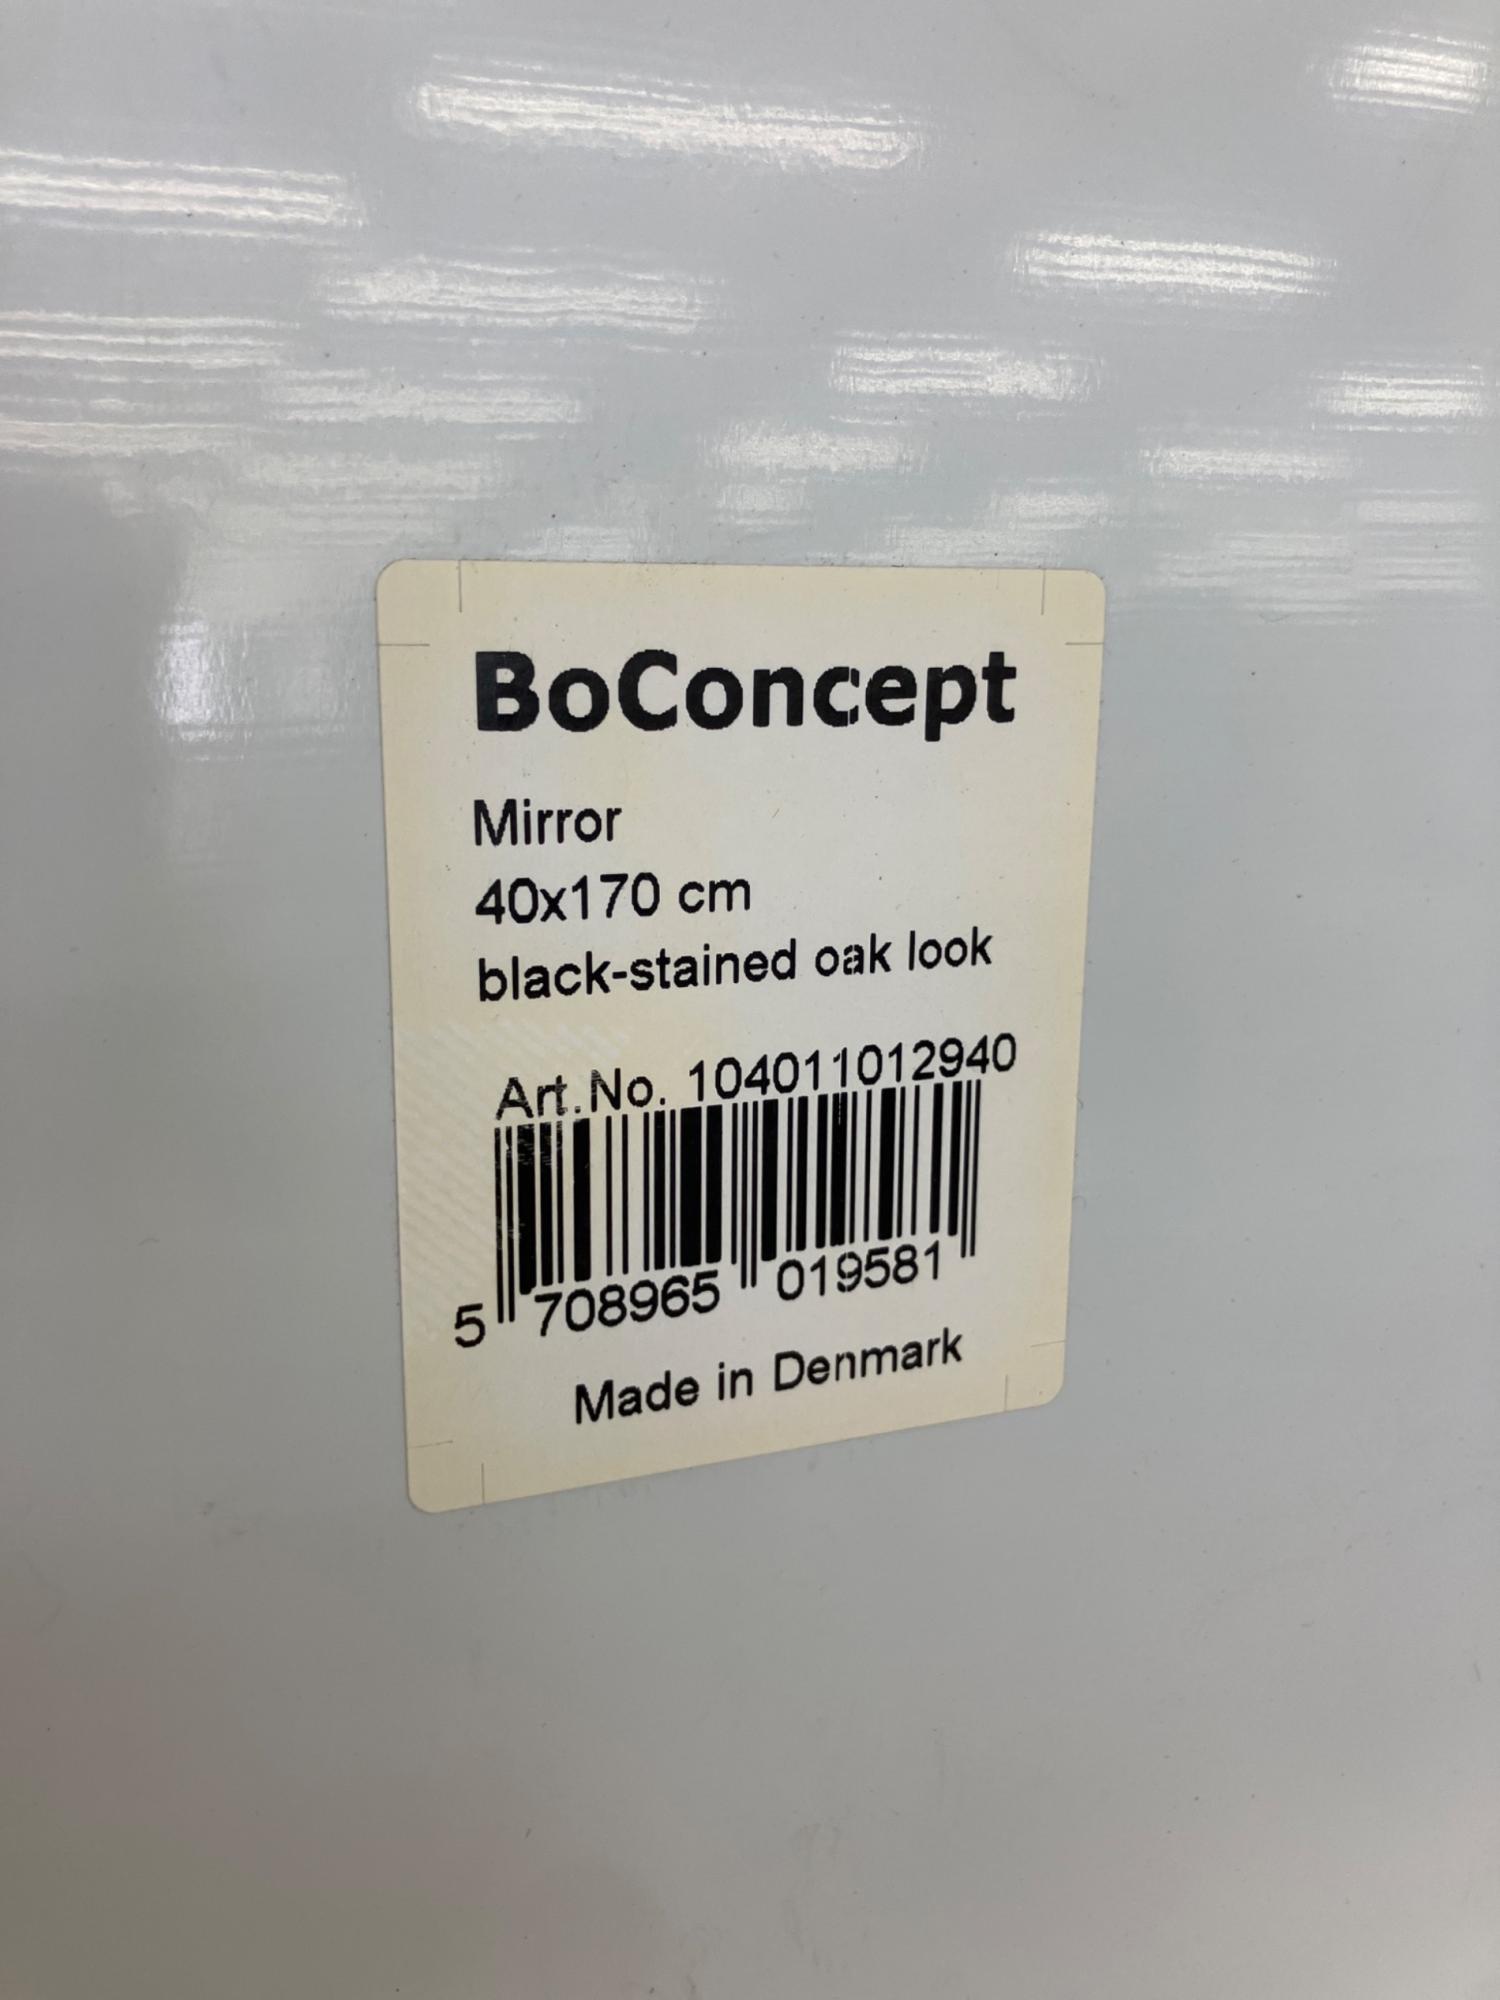 BoConcept
Mirror
40x170 cm
black-stained oak look
Art.No. 104011012940
5 708965 019581
Made in Denmark